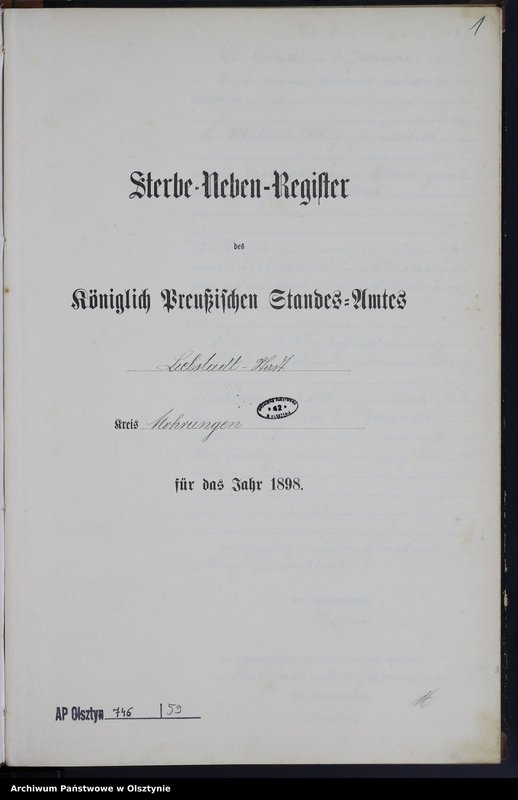 1
Sterbe-Neben-Register
des
Königlich Preußischen Standes-Amtes
Liebstadt-
Kreis Mohrungen
42
für das Jahr 1898.
AP Olsztyn 746 | 59
Archiwum Państwowe w Olsztynie